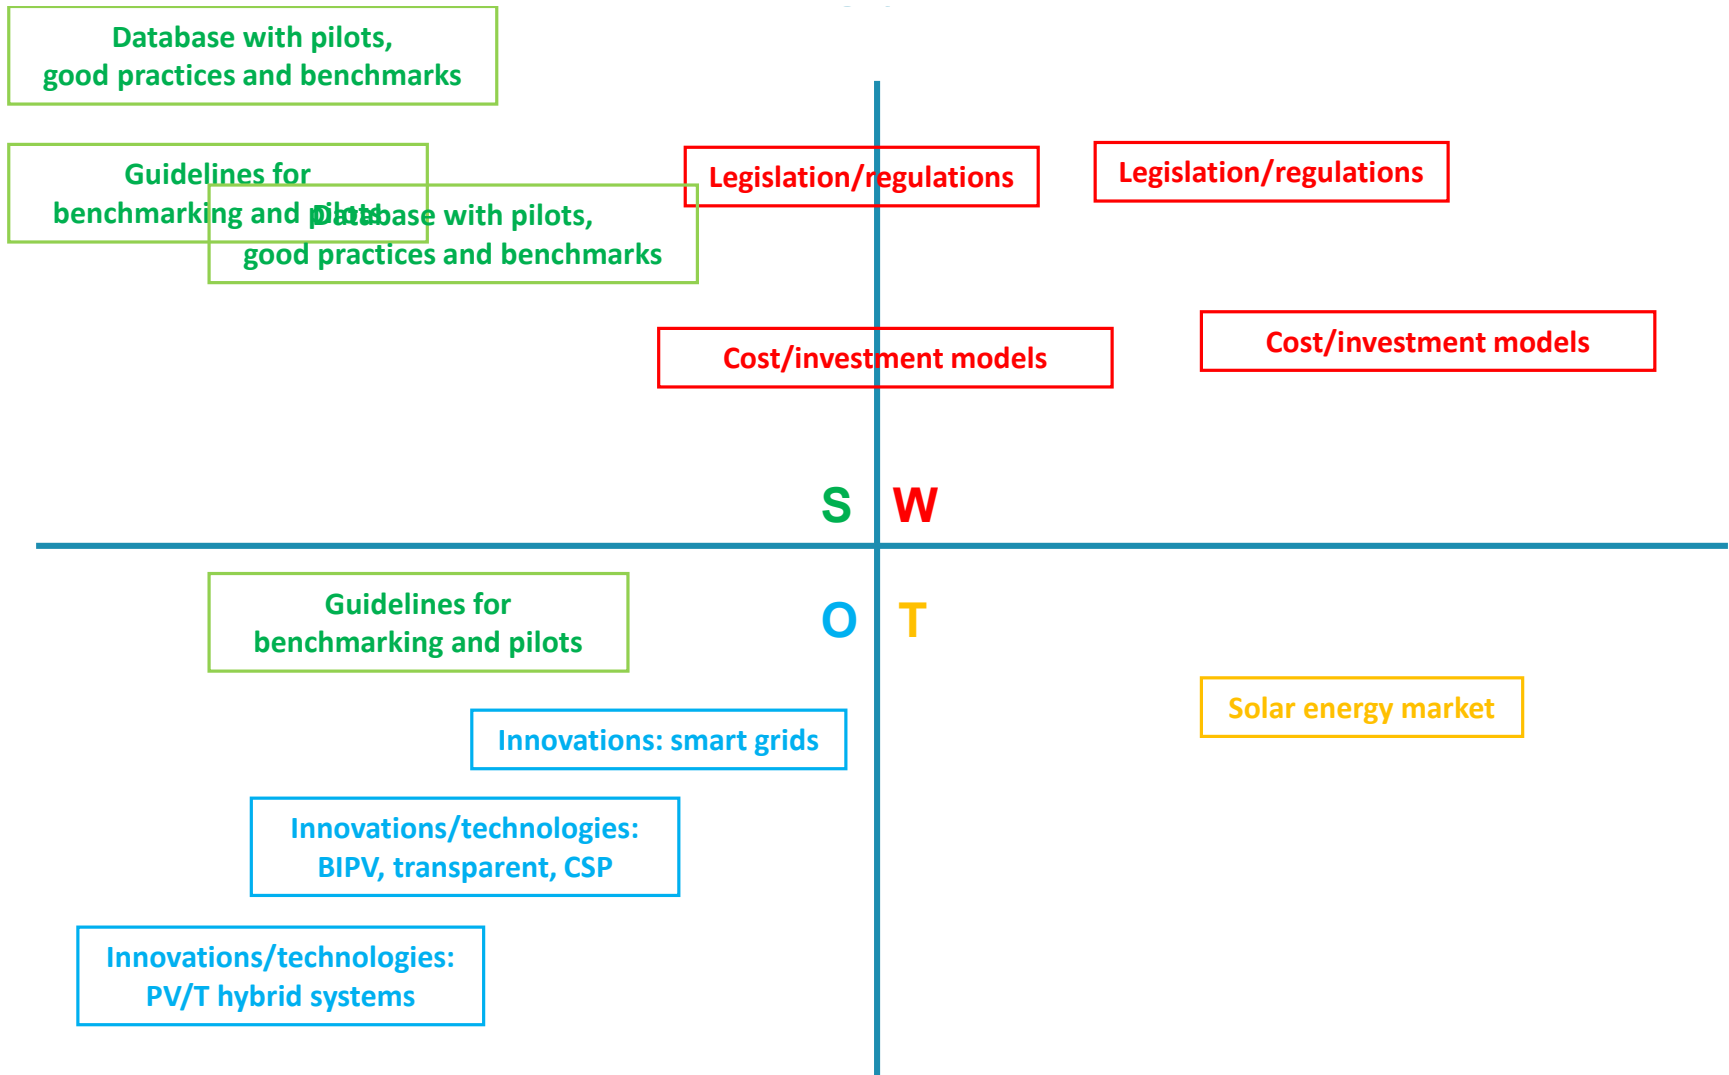 Database with pilots,
good practices and benchmarks
Guidelines for
benchmarking and pilots
Database with pilots,
good practices and benchmarks
Legislation/regulations
Legislation/regulations
Cost/investment models
Cost/investment models
S W
O T
Guidelines for
benchmarking and pilots
Innovations: smart grids
Innovations/technologies:
BIPV, transparent, CSP
Innovations/technologies:
PV/T hybrid systems
Solar energy market